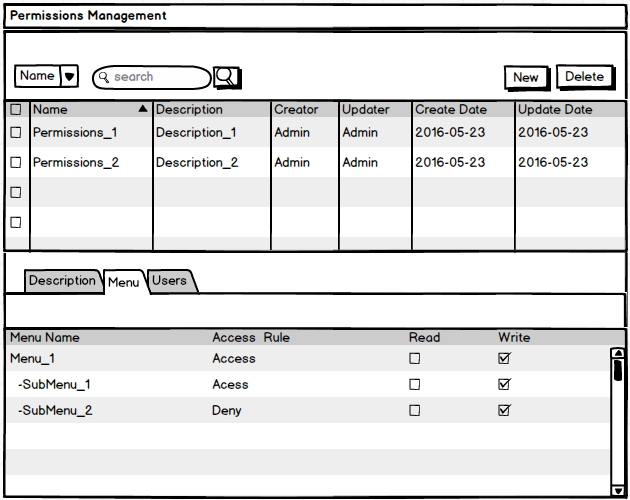 Permissions Management
Name search New Delete
Name Description Creator Updater Create Date Update Date
Permissions_1 Description_1 Admin Admin 2016-05-23 2016-05-23
Permissions_2 Description_2 Admin Admin 2016-05-23 2016-05-23
Description Menu Users
Menu Name Access Rule Read Write
Menu_1 Access
-SubMenu_1 Acess
-SubMenu_2 Deny